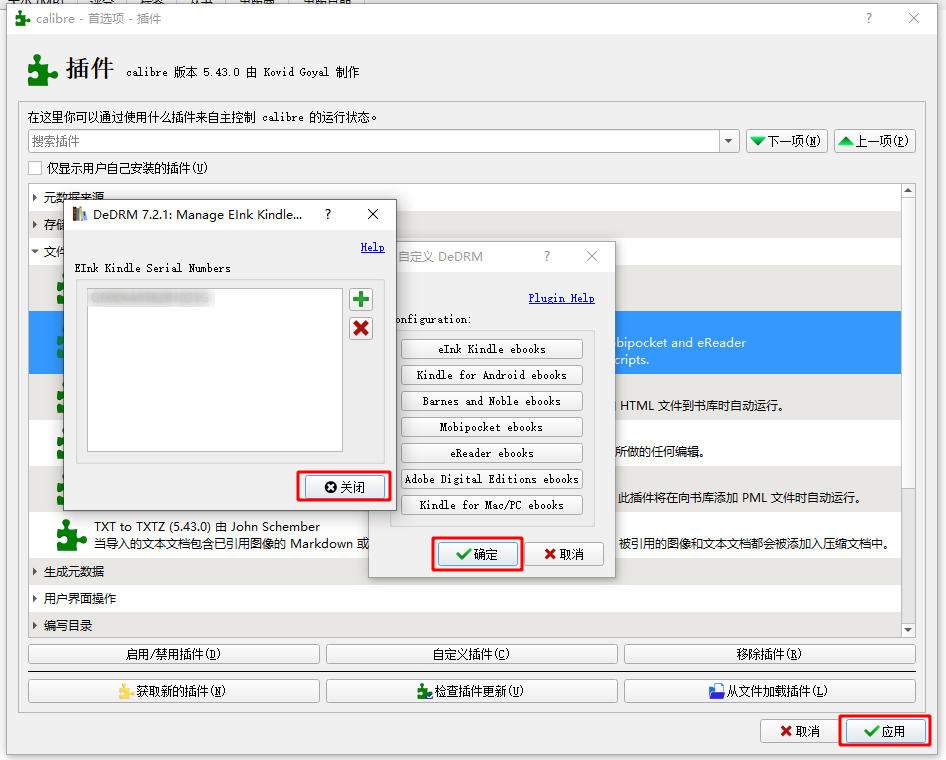 calibre - 首选项 - 插件
插件 calibre 版本 5.43.0 由 Kovid Goyal 制作
在这里你可以通过使用什么插件来自主控制 calibre 的运行状态。
搜索插件
下一项(N)
上一项(P)
仅显示用户自己安装的插件(U)
元数据来源
存储
文件
DeDRM 7.2.1: Manage EInk Kindle...
Help
EInk Kindle Serial Numbers
关闭
自定义 DeDRM
Plugin Help
onfiguration:
eInk Kindle ebooks
Kindle for Android ebooks
Barnes and Noble ebooks
Mobipocket ebooks
eReader ebooks
Adobe Digital Editions ebooks
Kindle for Mac/PC ebooks
确定
取消
bipocket and eReader
cripts.
HTML 文件到书库时自动运行。
所做的任何编辑。
此插件将在向书库添加 PML 文件时自动运行。
TXT to TXTZ (5.43.0) 由 John Schember
当导入的文本文档包含已引用图像的 Markdown 或
被引用的图像和文本文档都会被添加入压缩文档中。
生成元数据
用户界面操作
编写目录
启用/禁用插件(D)
自定义插件(C)
移除插件(R)
获取新的插件(N)
检查插件更新(U)
从文件加载插件(L)
取消
应用